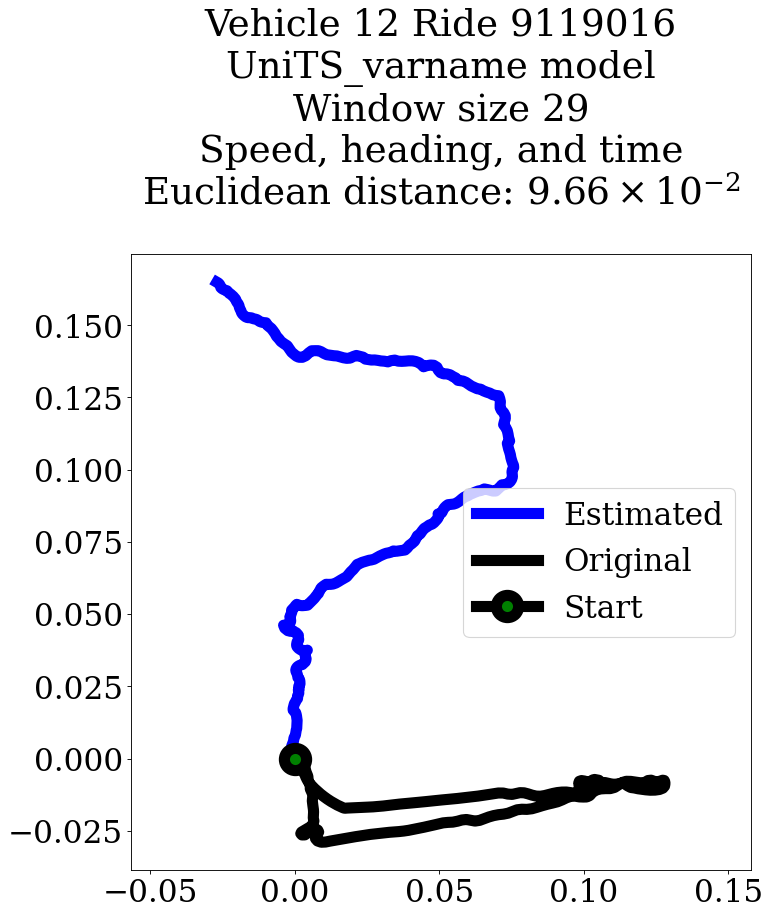 Vehicle 12 Ride 9119016
UniTS_varname model
Window size 29
Speed, heading, and time
Euclidean distance: 9.66 × 10⁻²
0.150
0.125
0.100
0.075
0.050
0.025
0.000
−0.025
Estimated
Original
Start
−0.05 0.00 0.05 0.10 0.15